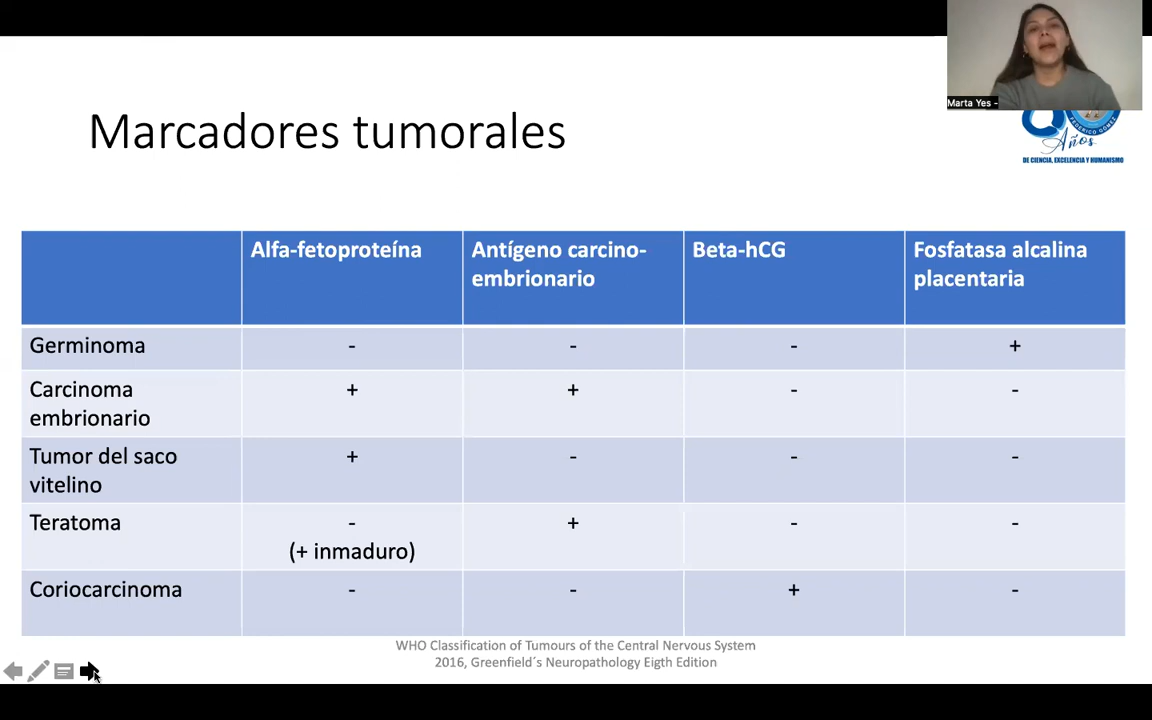 Marta Yes -
Marcadores tumorales
FEDERICO GÓMEZ
Años
DE CIENCIA, EXCELENCIA Y HUMANISMO
Alfa-fetoproteína
Antígeno carcino-
embrionario
Beta-hCG
Fosfatasa alcalina
placentaria
Germinoma - - - +
Carcinoma
embrionario
+ + - -
Tumor del saco
vitelino
+ - - -
Teratoma - + - -
(+ inmaduro)
Coriocarcinoma - - + -
WHO Classification of Tumours of the Central Nervous System
2016, Greenfield´s Neuropathology Eigth Edition